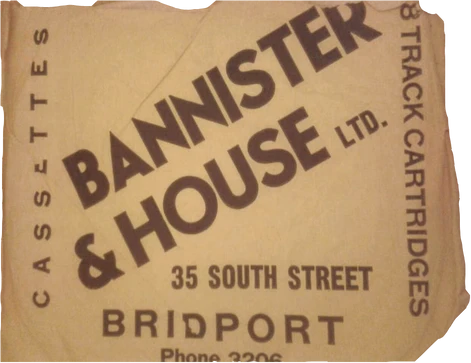 CASSETTES
BANNISTER
& HOUSE LTD.
8 TRACK CARTRIDGES
35 SOUTH STREET
BRIDPORT
Phone 3206